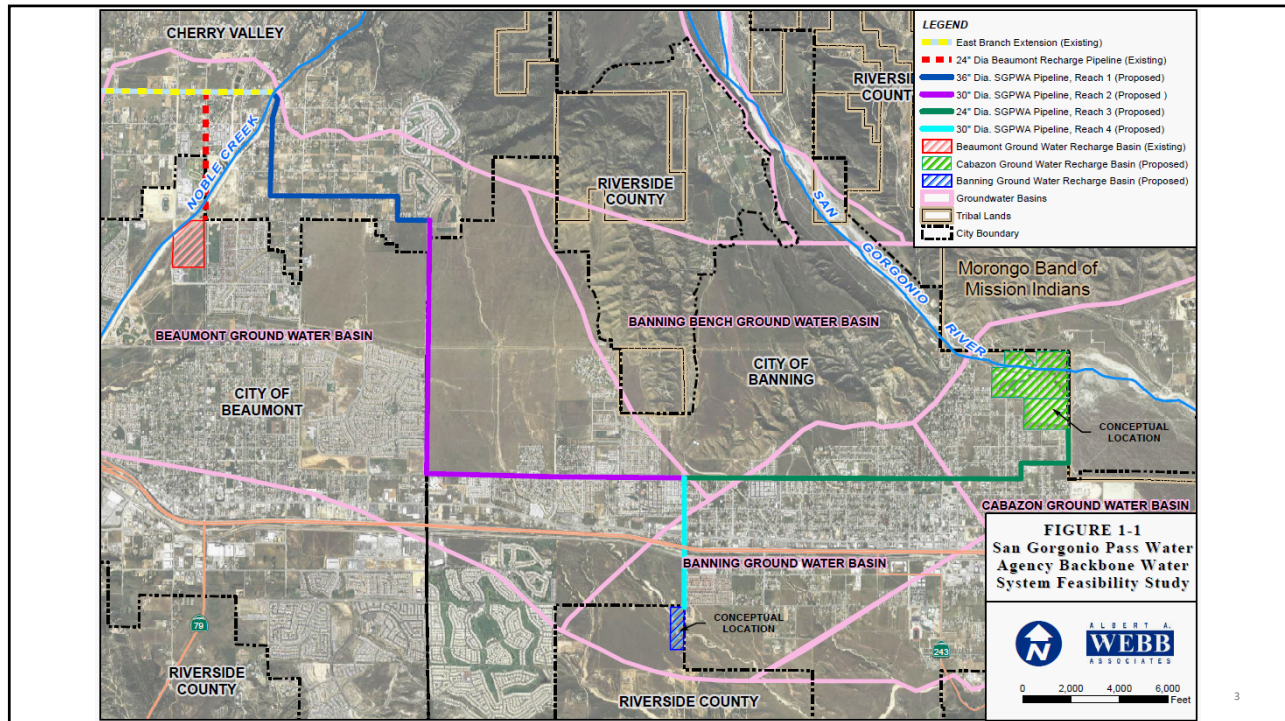 CHERRY VALLEY
NOBLE CREEK
RIVERSIDE
COUNTY
SAN
GORGONIO
RIVER
RIVERSIDE
COUNTY
Morongo Band of
Mission Indians
BEAUMONT GROUND WATER BASIN
BANNING BENCH GROUND WATER BASIN
CITY OF
BEAUMONT
CITY OF
BANNING
CONCEPTUAL
LOCATION
CABAZON GROUND WATER BASIN
BANNING GROUND WATER BASIN
CONCEPTUAL
LOCATION
79
243
RIVERSIDE
COUNTY
RIVERSIDE COUNTY
LEGEND
East Branch Extension (Existing)
24" Dia Beaumont Recharge Pipeline (Existing)
36" Dia. SGPWA Pipeline, Reach 1 (Proposed)
30" Dia. SGPWA Pipeline, Reach 2 (Proposed )
24" Dia. SGPWA Pipeline, Reach 3 (Proposed)
30" Dia. SGPWA Pipeline, Reach 4 (Proposed)
Beaumont Ground Water Recharge Basin (Existing)
Cabazon Ground Water Recharge Basin (Proposed)
Banning Ground Water Recharge Basin (Proposed)
Groundwater Basins
Tribal Lands
City Boundary
FIGURE 1-1
San Gorgonio Pass Water
Agency Backbone Water
System Feasibility Study
N
ALBERT A.
WEBB
ASSOCIATES
0 2,000 4,000 6,000
Feet
3